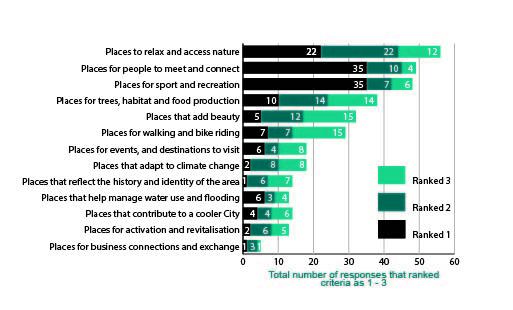 Places to relax and access nature 22 22 12
Places for people to meet and connect 35 10 4
Places for sport and recreation 35 7 6
Places for trees, habitat and food production 10 14 14
Places that add beauty 5 12 15
Places for walking and bike riding 7 7 15
Places for events, and destinations to visit 6 4 8
Places that adapt to climate change 2 8 8
Places that reflect the history and identity of the area 1 6 7
Places that help manage water use and flooding 6 3 4
Places that contribute to a cooler City 4 4 6
Places for activation and revitalisation 2 6 5
Places for business connections and exchange 1 3 1
Ranked 3
Ranked 2
Ranked 1
0 10 20 30 40 50 60
Total number of responses that ranked
criteria as 1 - 3